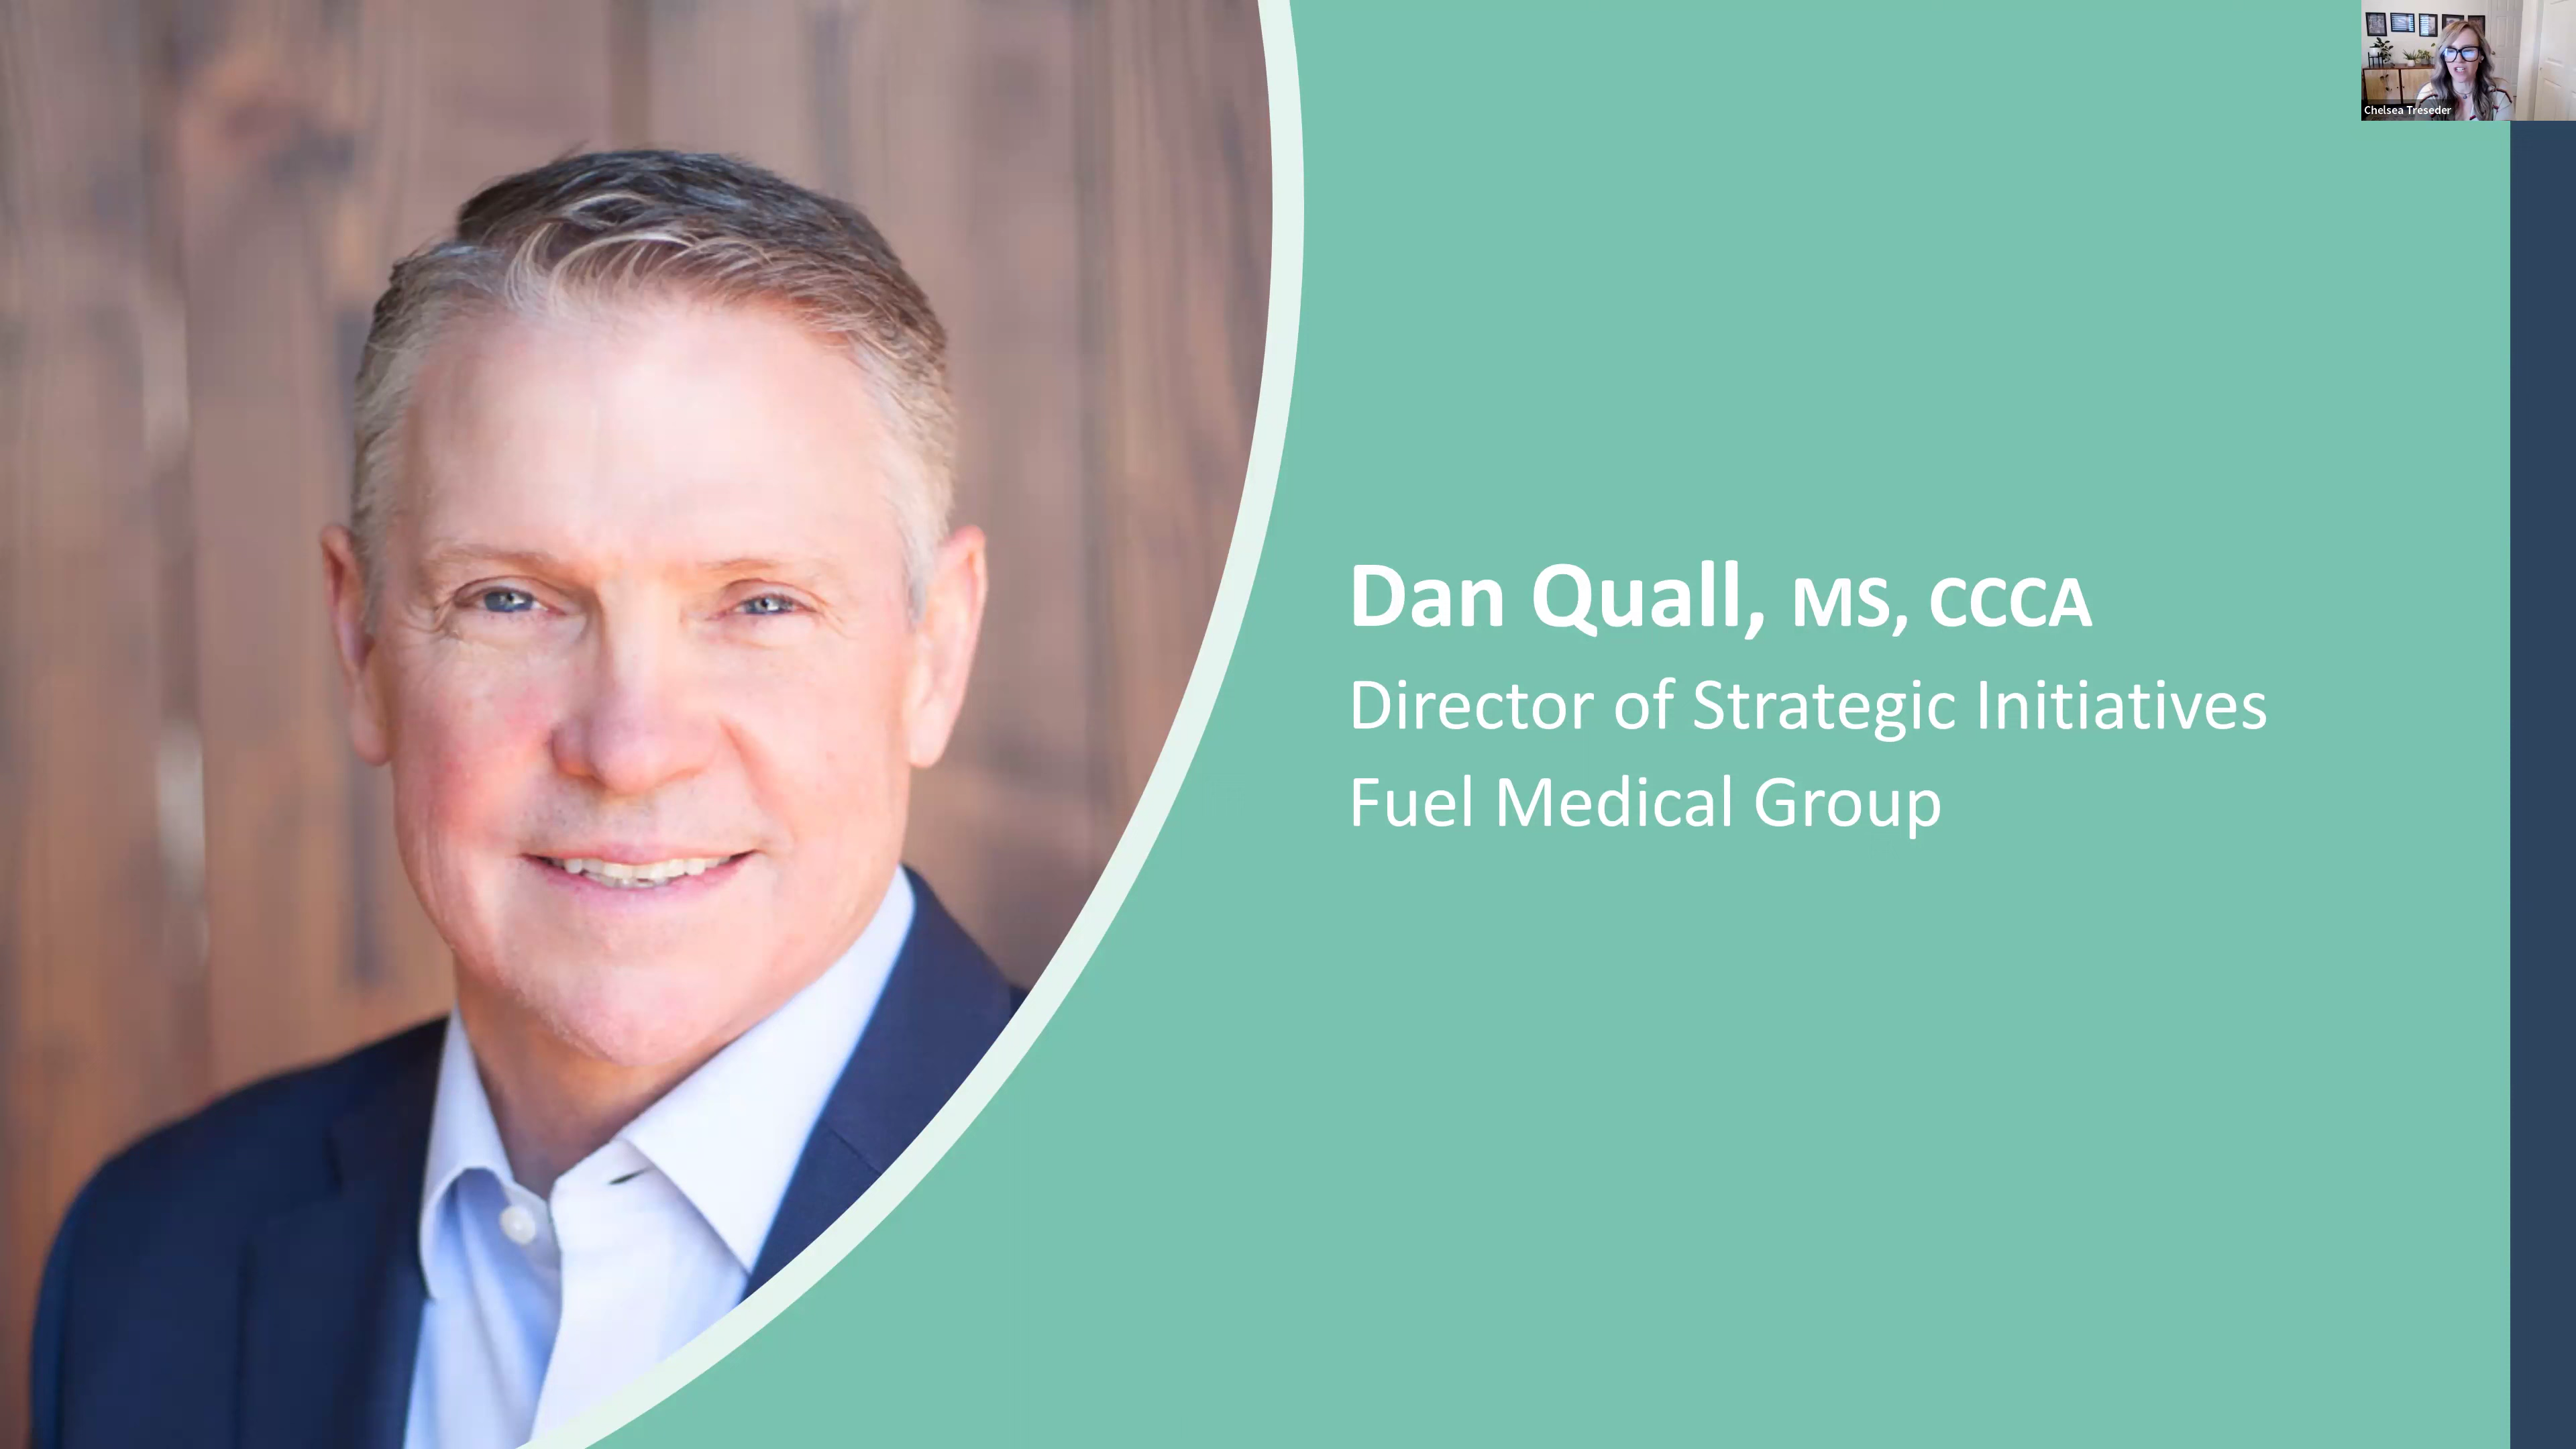 Chelsea Treseder
Dan Quall, MS, CCCA
Director of Strategic Initiatives
Fuel Medical Group